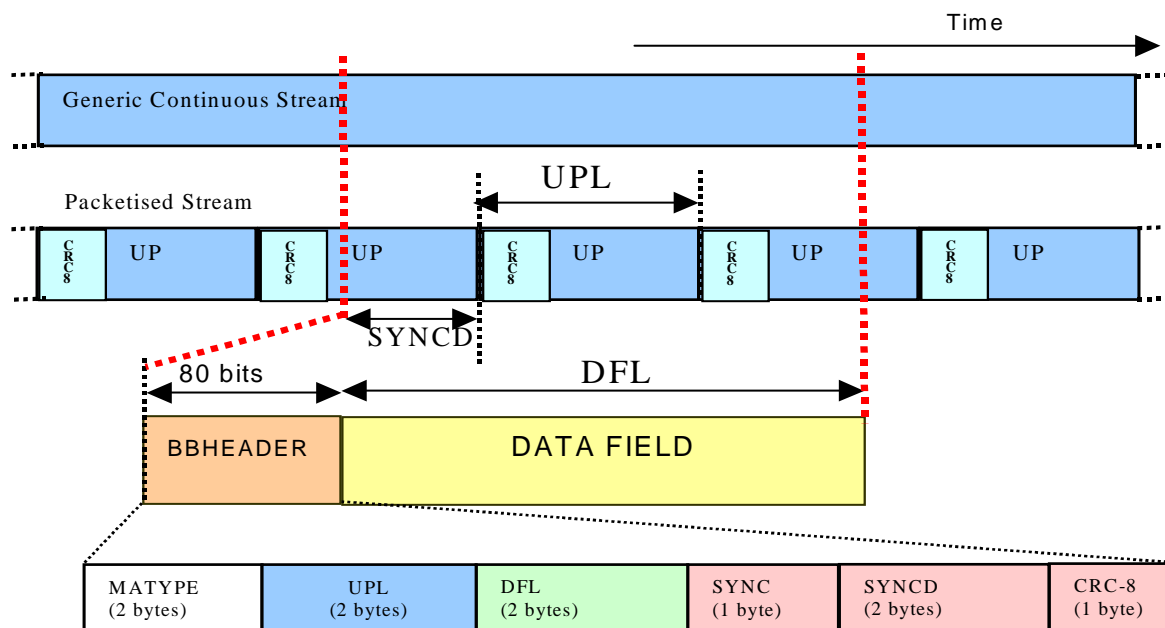 Time
Generic Continuous Stream
UPL
Packetised Stream
CRC8 UP CRC8 UP CRC8 UP CRC8 UP CRC8 UP
SYNCD
80 bits
DFL
BBHEADER
DATA FIELD
MATYPE UPL DFL SYNC SYNCD CRC-8
(2 bytes) (2 bytes) (2 bytes) (1 byte) (2 bytes) (1 byte)